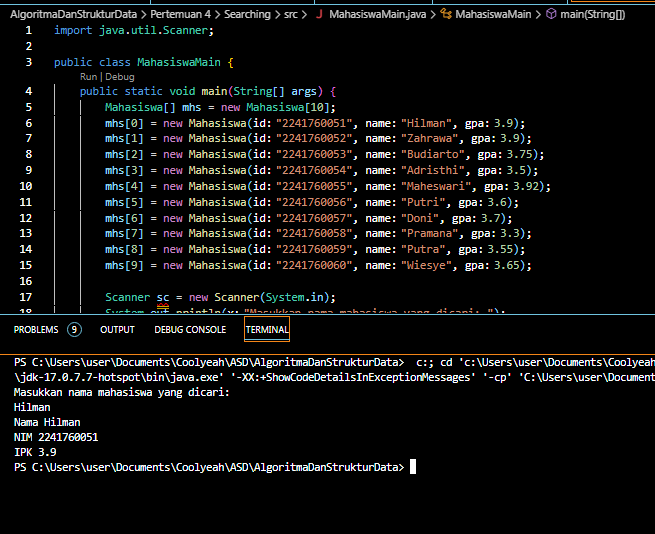 AlgoritmaDanStrukturData > Pertemuan 4 > Searching > src > J MahasiswaMain.java > MahasiswaMain > main(String[])
1 import java.util.Scanner;
2
3 public class MahasiswaMain {
Run | Debug
4 public static void main(String[] args) {
5 Mahasiswa[] mhs = new Mahasiswa[10];
6 mhs[0] = new Mahasiswa(id: "2241760051", name: "Hilman", gpa: 3.9);
7 mhs[1] = new Mahasiswa(id: "2241760052", name: "Zahrawa", gpa: 3.9);
8 mhs[2] = new Mahasiswa(id: "2241760053", name: "Budiarto", gpa: 3.75);
9 mhs[3] = new Mahasiswa(id: "2241760054", name: "Adristhi", gpa: 3.5);
10 mhs[4] = new Mahasiswa(id: "2241760055", name: "Maheswari", gpa: 3.92);
11 mhs[5] = new Mahasiswa(id: "2241760056", name: "Putri", gpa: 3.6);
12 mhs[6] = new Mahasiswa(id: "2241760057", name: "Doni", gpa: 3.7);
13 mhs[7] = new Mahasiswa(id: "2241760058", name: "Pramana", gpa: 3.3);
14 mhs[8] = new Mahasiswa(id: "2241760059", name: "Putra", gpa: 3.55);
15 mhs[9] = new Mahasiswa(id: "2241760060", name: "Wiesye", gpa: 3.65);
16
17 Scanner sc = new Scanner(System.in);
18 System.out.println(x: "Masukkan nama mahasiswa yang dicari: ");
PROBLEMS 9 OUTPUT DEBUG CONSOLE TERMINAL
PS C:\Users\user\Documents\Coolyeah\ASD\AlgoritmaDanStrukturData> c:; cd 'c:\Users\user\Documents\Coolyeah
\jdk-17.0.7.7-hotspot\bin\java.exe' '-XX:+ShowCodeDetailsInExceptionMessages' '-cp' 'C:\Users\user\Document
Masukkan nama mahasiswa yang dicari:
Hilman
Nama Hilman
NIM 2241760051
IPK 3.9
PS C:\Users\user\Documents\Coolyeah\ASD\AlgoritmaDanStrukturData>